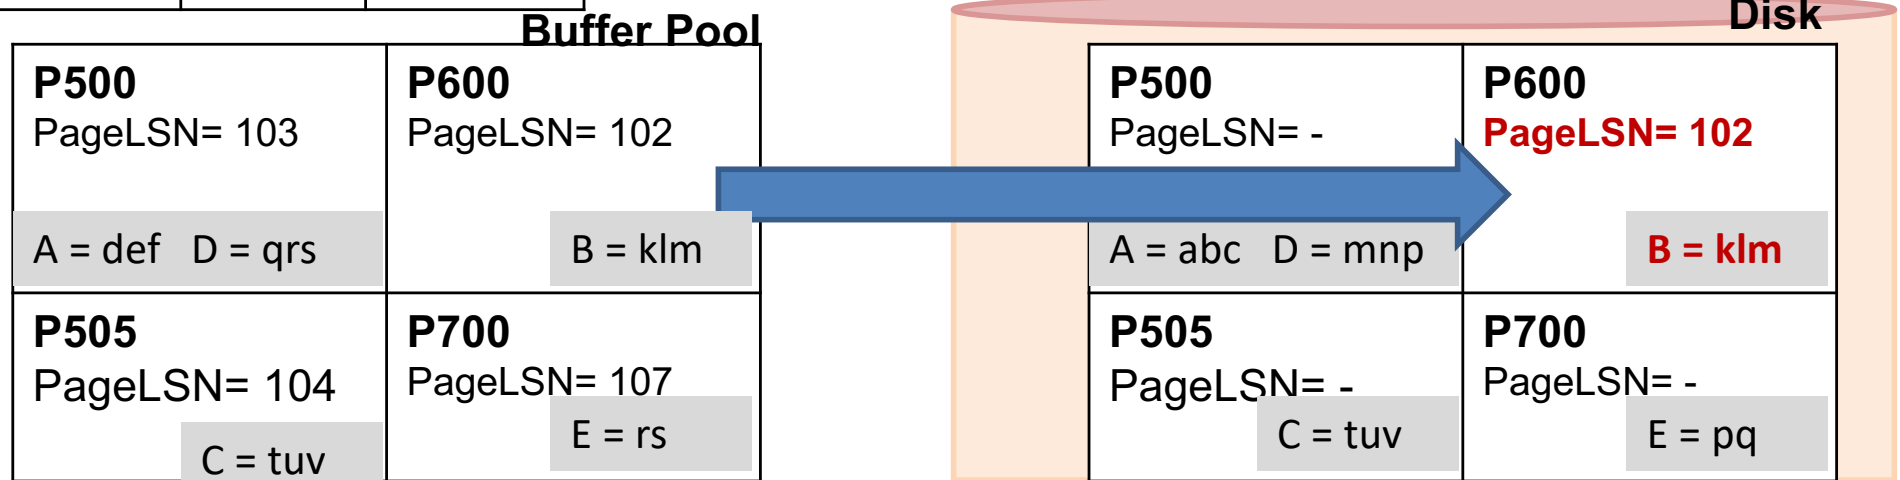 Buffer Pool
P500
PageLSN= 103
A = def D = qrs
P600
PageLSN= 102
B = klm
P505
PageLSN= 104
C = tuv
P700
PageLSN= 107
E = rs
Disk
P500
PageLSN= -
A = abc D = mnp
P600
PageLSN= 102
B = klm
P505
PageLSN= -
C = tuv
P700
PageLSN= -
E = pq